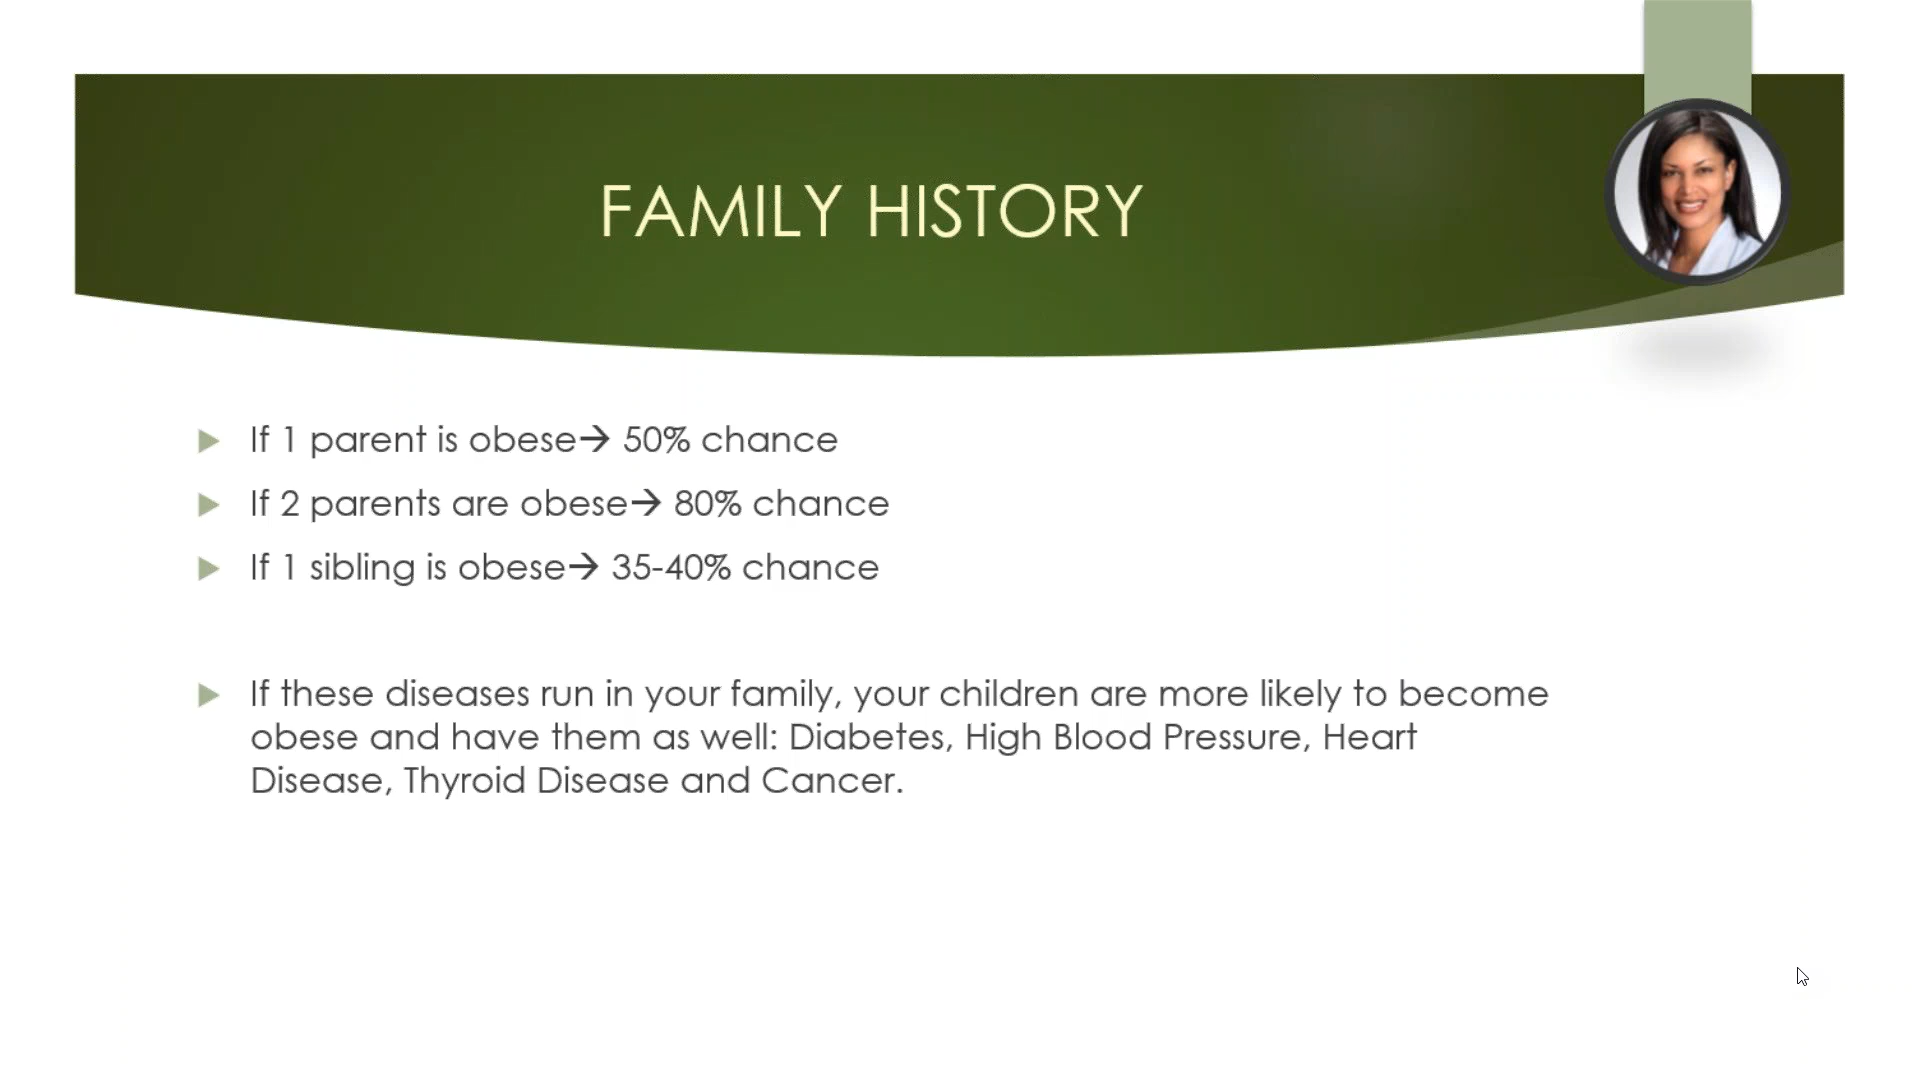 FAMILY HISTORY
If 1 parent is obese→ 50% chance
If 2 parents are obese→ 80% chance
If 1 sibling is obese→ 35-40% chance
If these diseases run in your family, your children are more likely to become
obese and have them as well: Diabetes, High Blood Pressure, Heart
Disease, Thyroid Disease and Cancer.